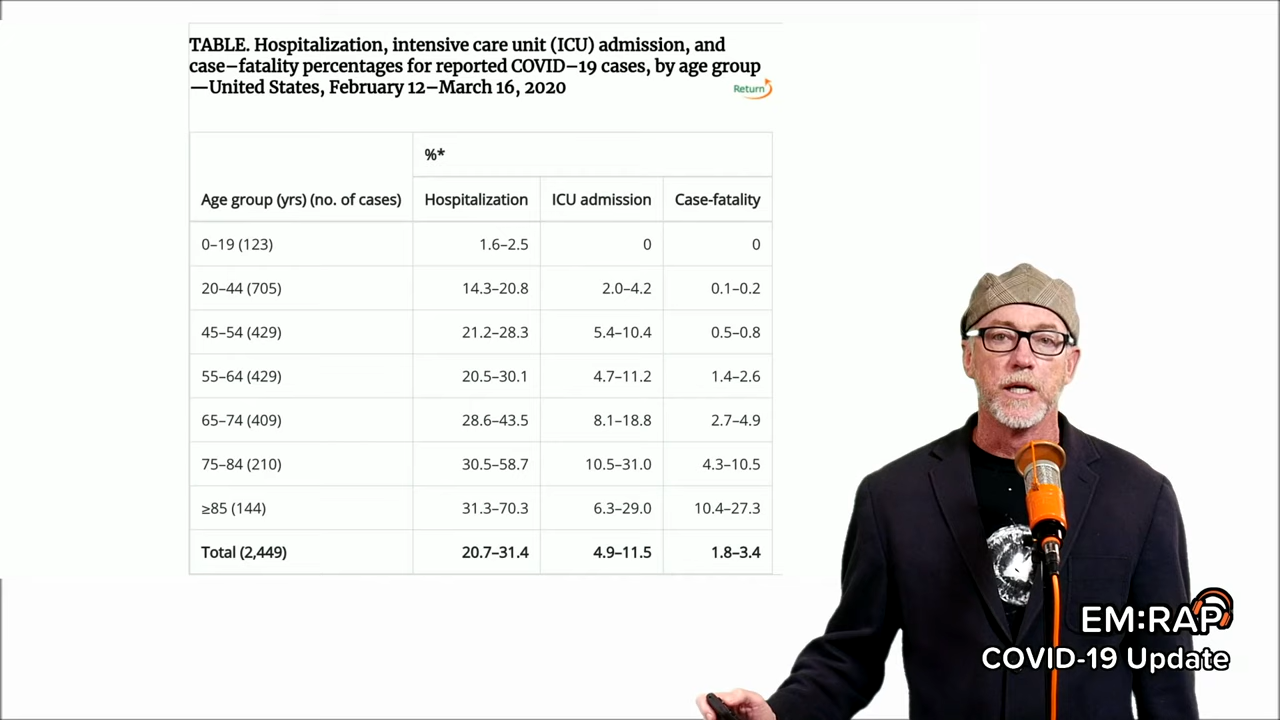 TABLE. Hospitalization, intensive care unit (ICU) admission, and
case–fatality percentages for reported COVID–19 cases, by age group
—United States, February 12–March 16, 2020
Return
%*
Age group (yrs) (no. of cases) Hospitalization ICU admission Case-fatality
0–19 (123) 1.6–2.5 0 0
20–44 (705) 14.3–20.8 2.0–4.2 0.1–0.2
45–54 (429) 21.2–28.3 5.4–10.4 0.5–0.8
55–64 (429) 20.5–30.1 4.7–11.2 1.4–2.6
65–74 (409) 28.6–43.5 8.1–18.8 2.7–4.9
75–84 (210) 30.5–58.7 10.5–31.0 4.3–10.5
≥85 (144) 31.3–70.3 6.3–29.0 10.4–27.3
Total (2,449) 20.7–31.4 4.9–11.5 1.8–3.4
EM:RAP
COVID-19 Update